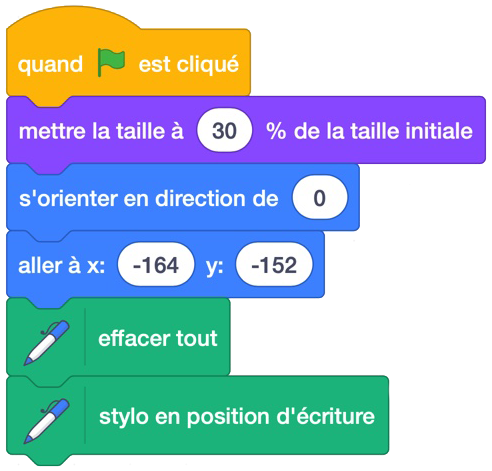 quand est cliqué
mettre la taille à 30 % de la taille initiale
s'orienter en direction de 0
aller à x: -164 y: -152
effacer tout
stylo en position d'écriture